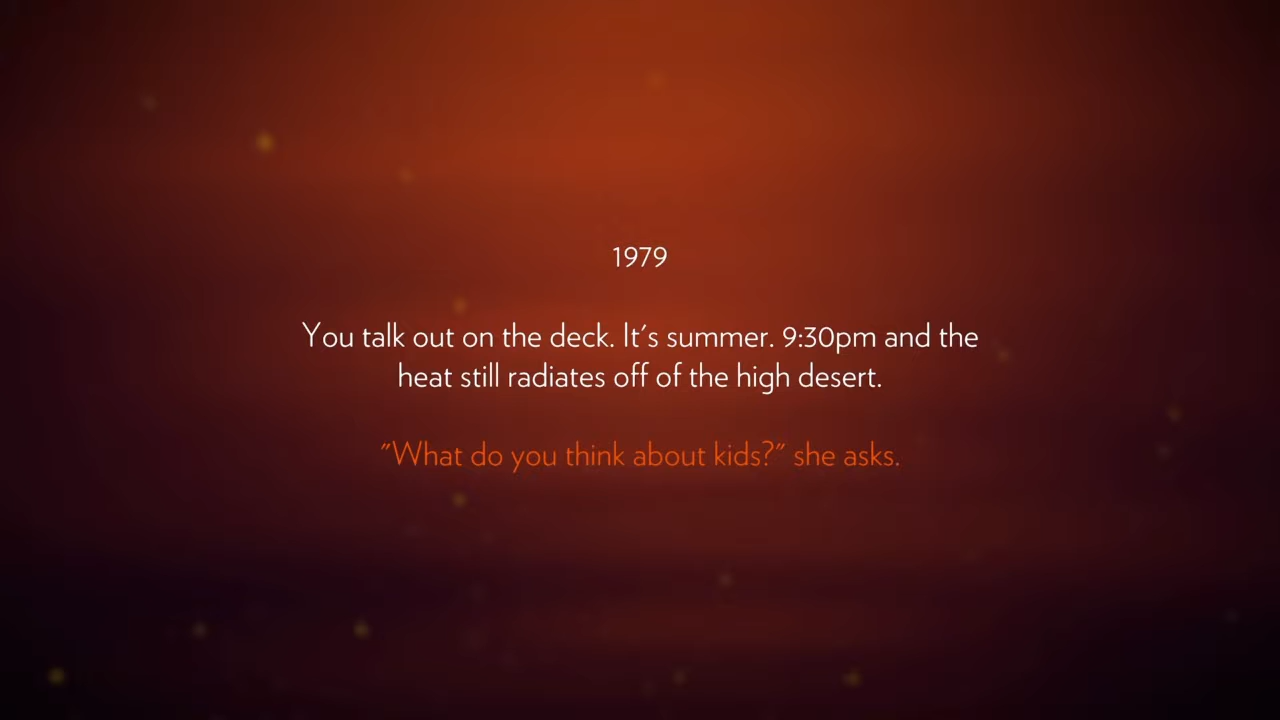 1979
You talk out on the deck. It's summer. 9:30pm and the
heat still radiates off of the high desert.
"What do you think about kids?" she asks.